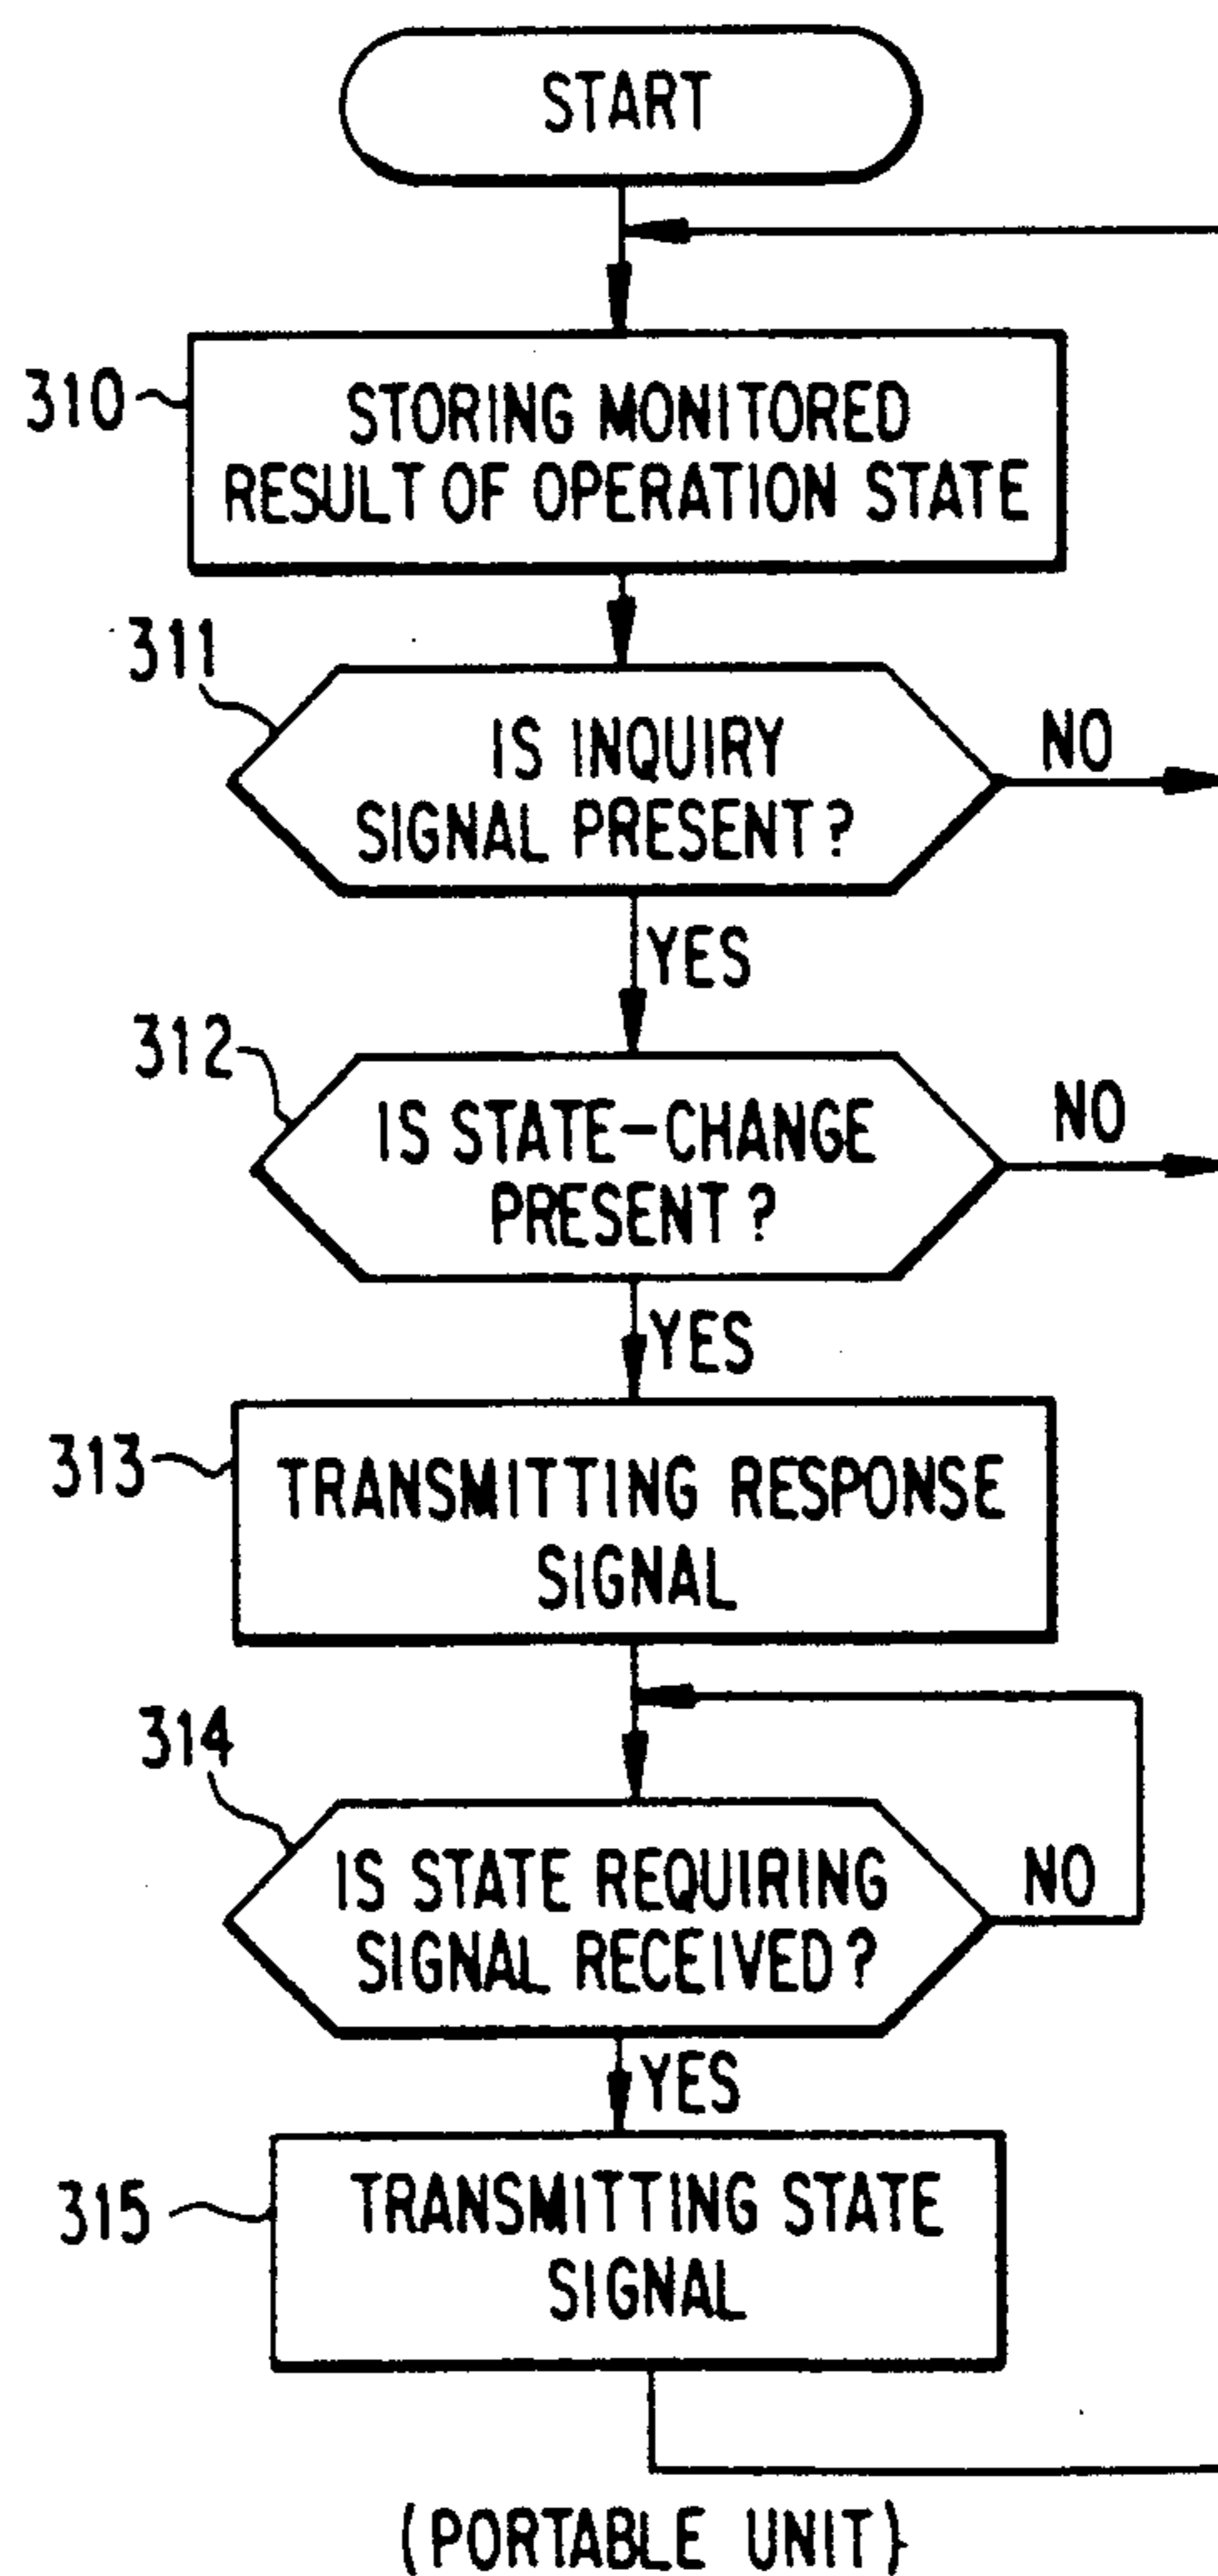 START
310
STORING MONITORED
RESULT OF OPERATION STATE
311
IS INQUIRY
SIGNAL PRESENT?
NO
YES
312
IS STATE-CHANGE
PRESENT?
NO
YES
313
TRANSMITTING RESPONSE
SIGNAL
314
IS STATE REQUIRING
SIGNAL RECEIVED?
NO
YES
315
TRANSMITTING STATE
SIGNAL
(PORTABLE UNIT)